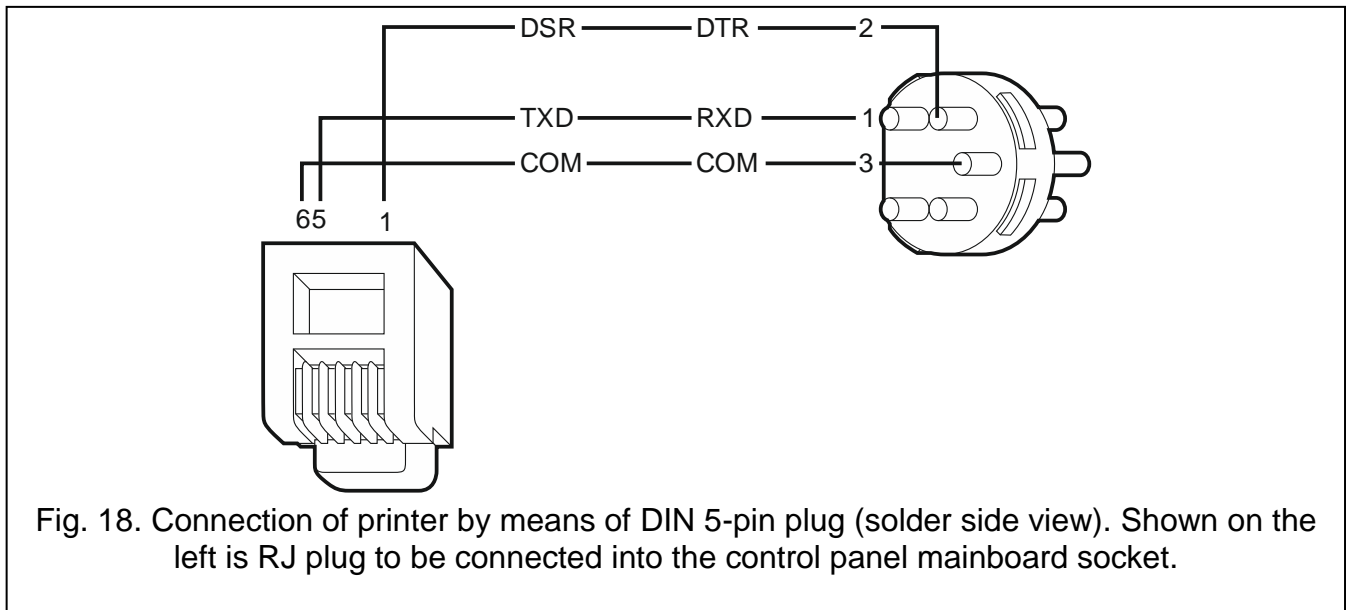 DSR DTR 2
TXD RXD 1
COM COM 3
65 1
Fig. 18. Connection of printer by means of DIN 5-pin plug (solder side view). Shown on the
left is RJ plug to be connected into the control panel mainboard socket.